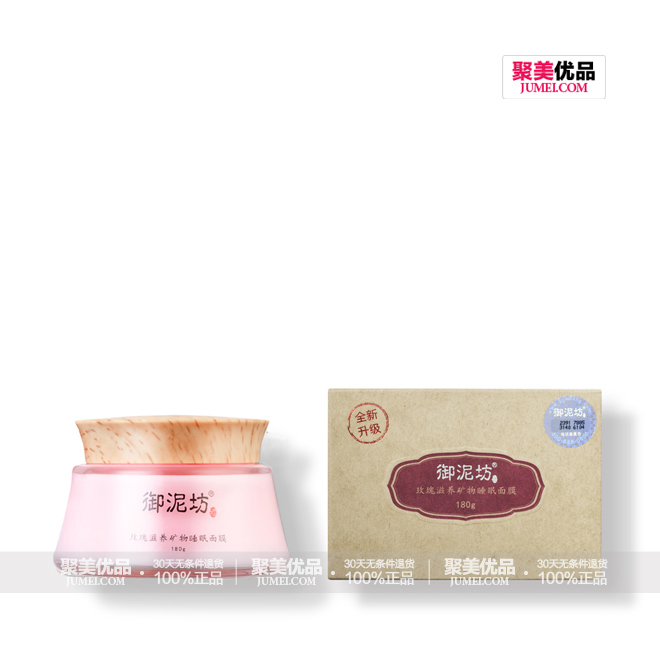 聚美优品
JUMEI.COM
全新
升级
御泥坊
2391 7085
3148 6104
御泥坊
玫瑰滋养矿物睡眠面膜
180g
御泥坊
玫瑰滋养矿物睡眠面膜
180g
聚美优品
JUMEI.COM
30天无条件退货
100%正品
聚美优品
JUMEI.COM
30天无条件退货
100%正品
聚美优品
JUMEI.COM
30天无条件退货
100%正品